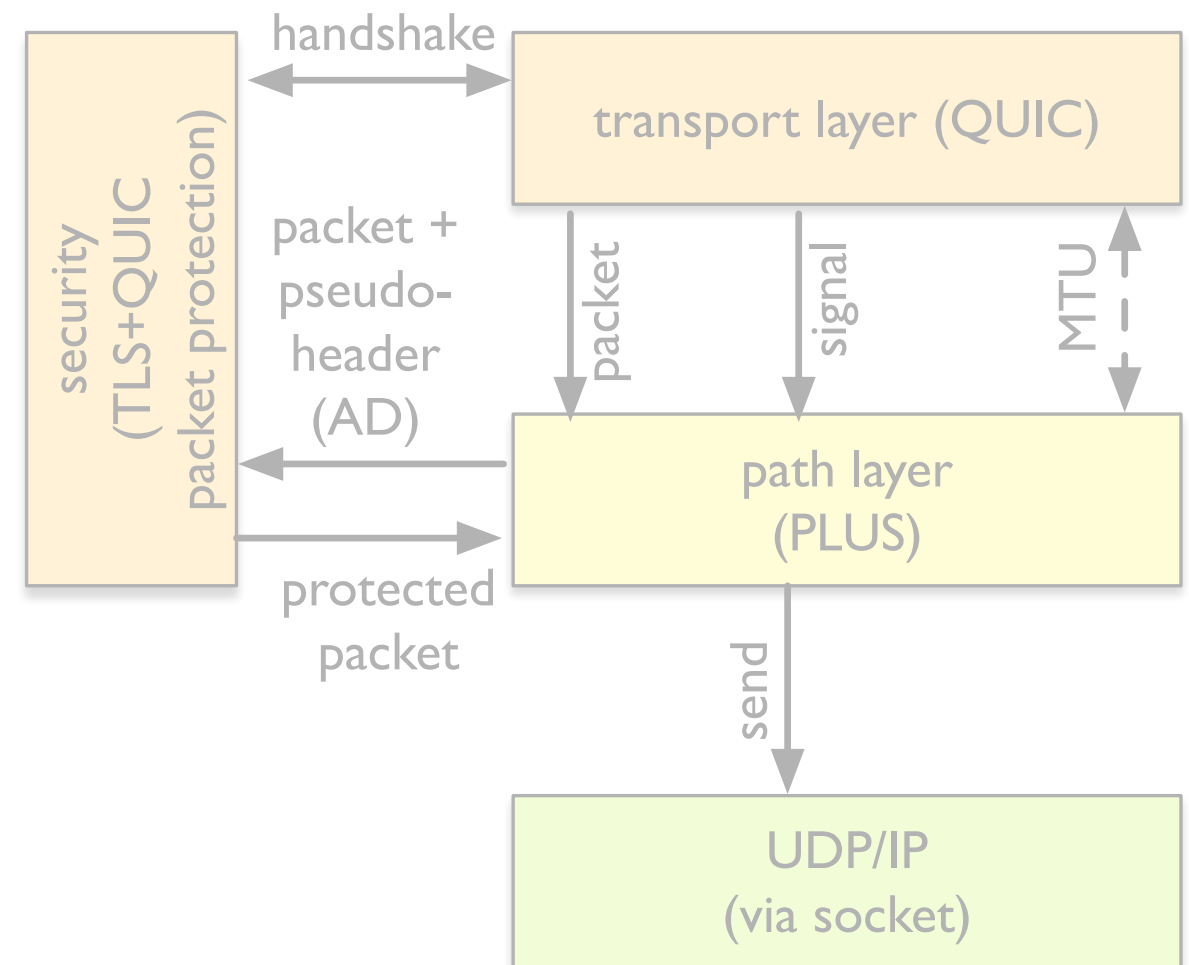 handshake
transport layer (QUIC)
security
(TLS+QUIC
packet protection)
packet +
pseudo-
header
(AD)
packet
signal
MTU
path layer
(PLUS)
protected
packet
send
UDP/IP
(via socket)